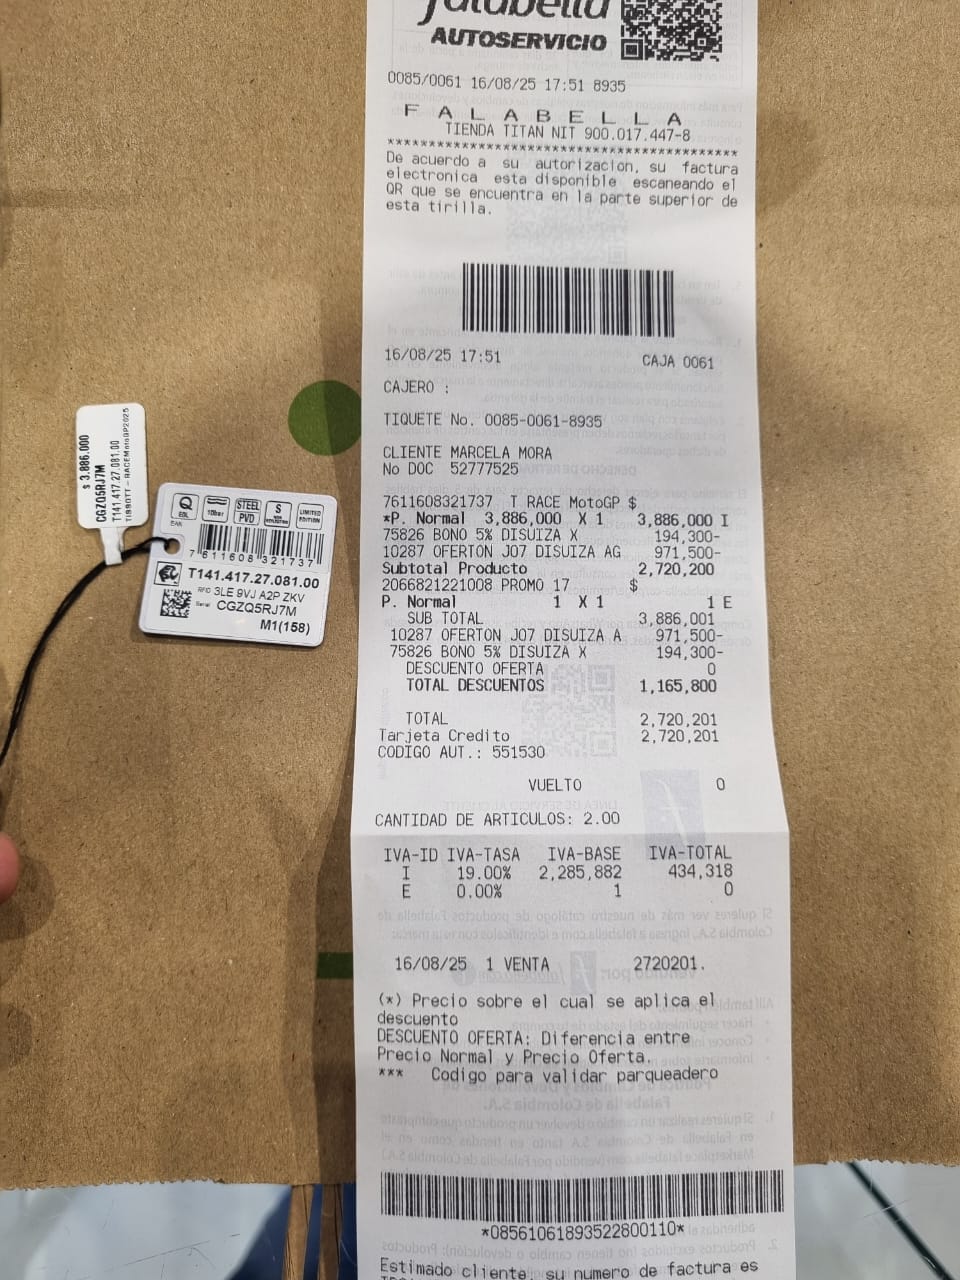 falabella
AUTOSERVICIO
0085/0061 16/08/25 17:51 8935
F A L A B E L L A
TIENDA TITAN NIT 900.017.447-8
******************************************
De acuerdo a su autorizacion, su factura
electronica esta disponible escaneando el
QR que se encuentra en la parte superior de
esta tirilla.
16/08/25 17:51 CAJA 0061
CAJERO :
TIQUETE No. 0085-0061-8935
CLIENTE MARCELA MORA
No DOC 52777525
7611608321737 T RACE MotoGP $
*P. Normal 3,886,000 X 1 3,886,000 I
75826 BONO 5% DISUIZA X 194,300-
10287 OFERTON J07 DISUIZA AG 971,500-
Subtotal Producto 2,720,200
2066821221008 PROMO 17 $
P. Normal 1 X 1 1 E
SUB TOTAL 3,886,001
10287 OFERTON J07 DISUIZA A 971,500-
75826 BONO 5% DISUIZA X 194,300-
DESCUENTO OFERTA 0
TOTAL DESCUENTOS 1,165,800
TOTAL 2,720,201
Tarjeta Credito 2,720,201
CODIGO AUT.: 551530
VUELTO 0
CANTIDAD DE ARTICULOS: 2.00
IVA-ID IVA-TASA IVA-BASE IVA-TOTAL
I 19.00% 2,285,882 434,318
E 0.00% 1 0
16/08/25 1 VENTA 2720201.
(*) Precio sobre el cual se aplica el
descuento
DESCUENTO OFERTA: Diferencia entre
Precio Normal y Precio Oferta.
*** Codigo para validar parqueadero
*08561061893522800110*
Estimado cliente, su numero de factura es
$ 3.886.000
CGZQ5RJ7M
T141.417.27.081.00
TISSOTT - RACEMotoGP2025
Q
EOL
10bar
STEEL
PVD
S
LIMITED
EDITION
EAN
7 611608 321737
T141.417.27.081.00
RFID 3LE 9VJ A2P ZKV
Serial CGZQ5RJ7M
M1(158)